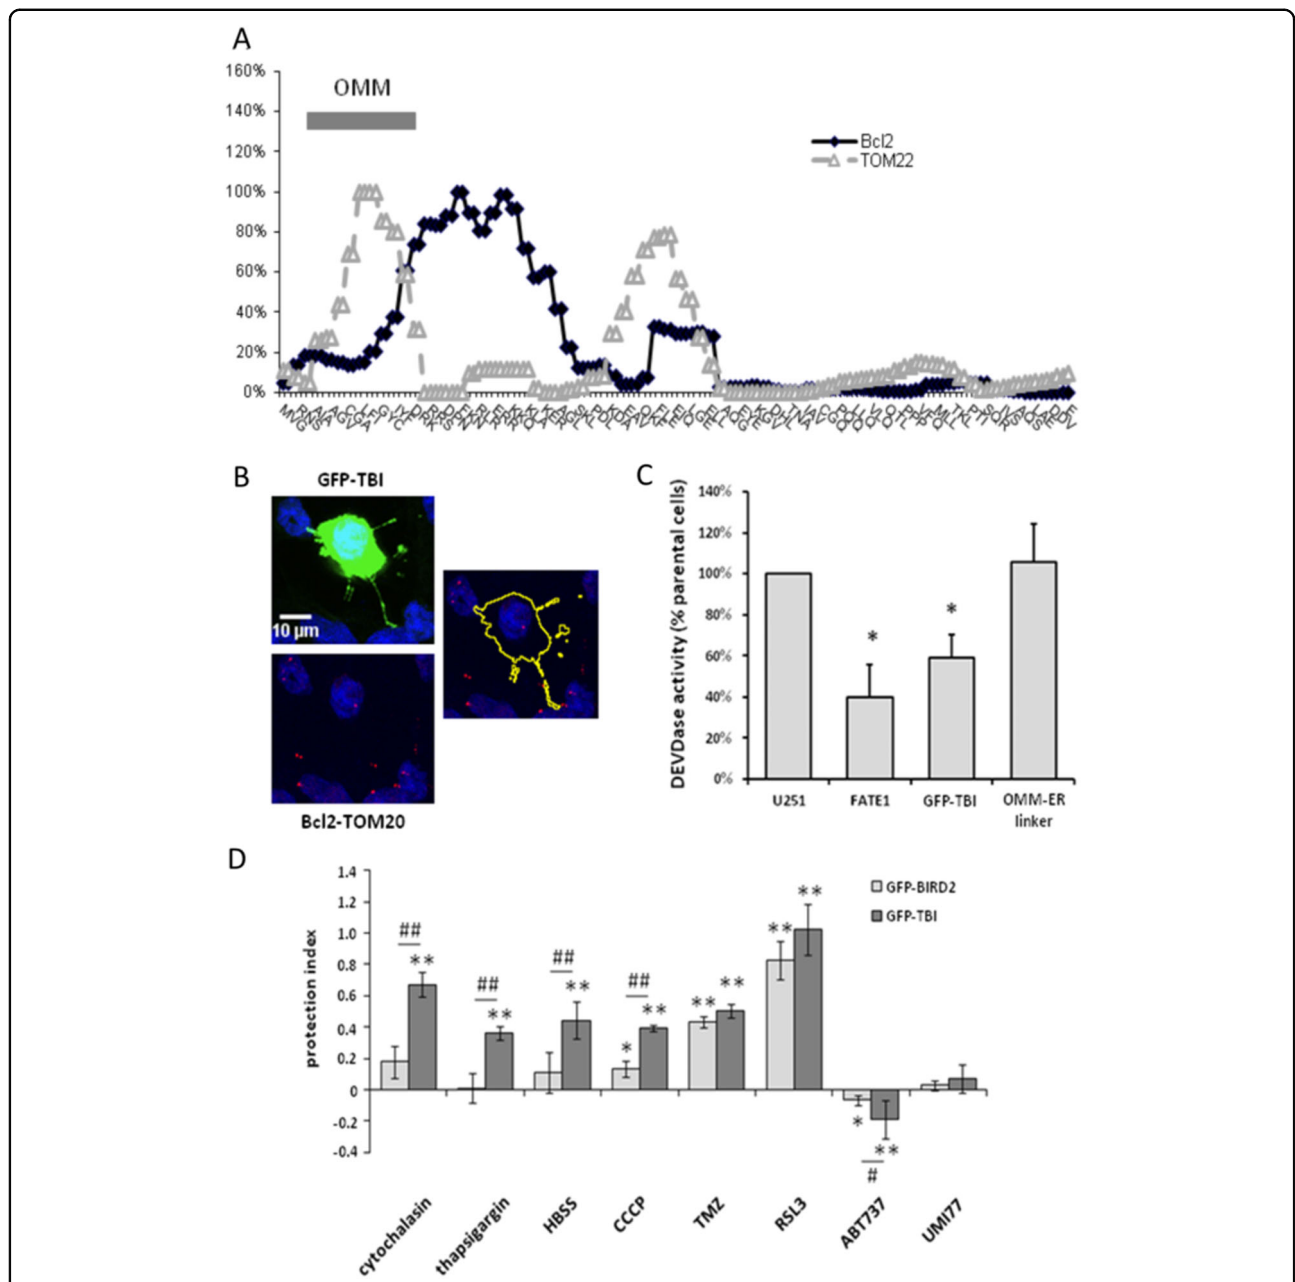 A
160%
140%
120%
100%
80%
60%
40%
20%
0%
OMM
Bcl2
TOM22
B
GFP-TBI
10 µm
Bcl2-TOM20
C
DEVDase activity (% parental cells)
140%
120%
100%
80%
60%
40%
20%
0%
*
*
U251
FATE1
GFP-TBI
OMM-ER
linker
D
protection index
1.4
1.2
1.0
0.8
0.6
0.4
0.2
0
-0.2
-0.4
GFP-BIRD2
GFP-TBI
##
**
##
**
##
**
##
*
**
**
**
**
**
*
**
#
cytochalasin
thapsigargin
HBSS
CCCP
TMZ
RSL3
ABT737
UMI77